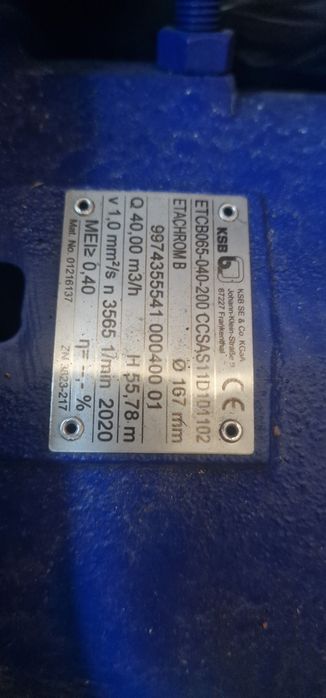 KSB
KSB SE & Co. KGaA
Johann-Klein-Straße 9
67227 Frankenthal
CE
ETCB065-040-200 CCSAS11D101102
ETACHROM B Ø 167 mm
9974355541 000400 01
Q 40,00 m3/h H 55,78 m
v 1,0 mm²/s n 3565 1/min 2020
MEI≥ 0,40 η= --,- %
Mat. No 01216137 ZN 3823-217